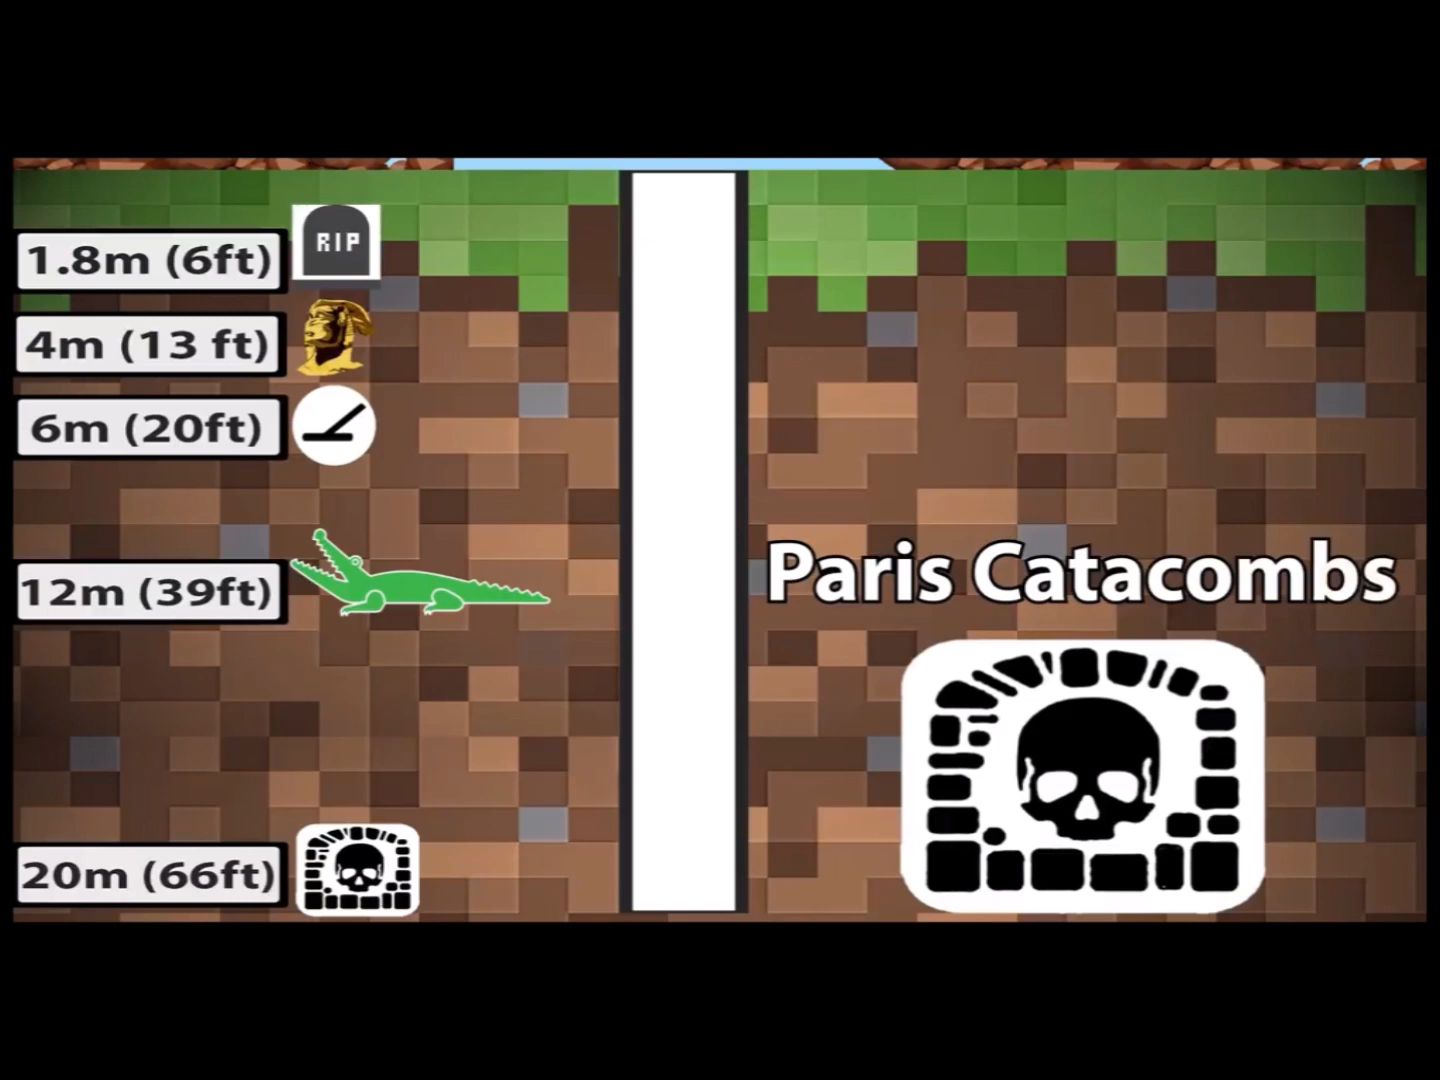 RIP
1.8m (6ft)
4m (13 ft)
6m (20ft)
12m (39ft)
Paris Catacombs
20m (66ft)